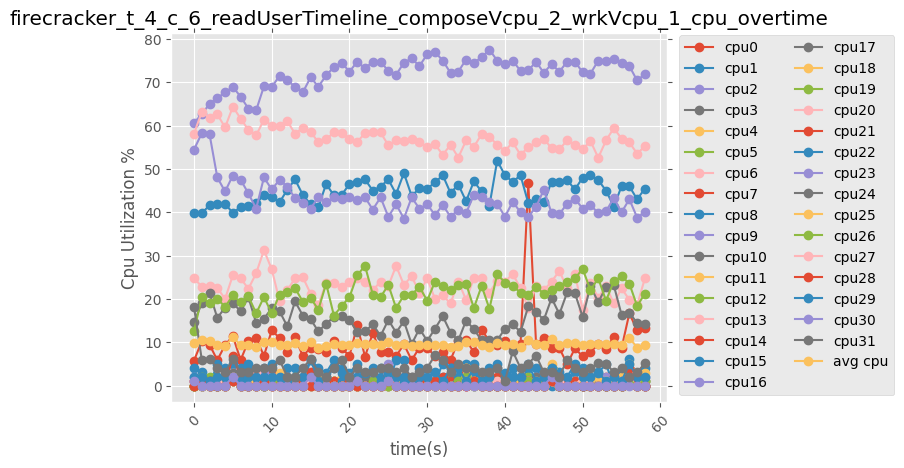 firecracker_t_4_c_6_readUserTimeline_composeVcpu_2_wrkVcpu_1_cpu_overtime
Cpu Utilization %
80
70
60
50
40
30
20
10
0
0
10
20
30
40
50
60
time(s)
cpu0
cpu1
cpu2
cpu3
cpu4
cpu5
cpu6
cpu7
cpu8
cpu9
cpu10
cpu11
cpu12
cpu13
cpu14
cpu15
cpu16
cpu17
cpu18
cpu19
cpu20
cpu21
cpu22
cpu23
cpu24
cpu25
cpu26
cpu27
cpu28
cpu29
cpu30
cpu31
avg cpu